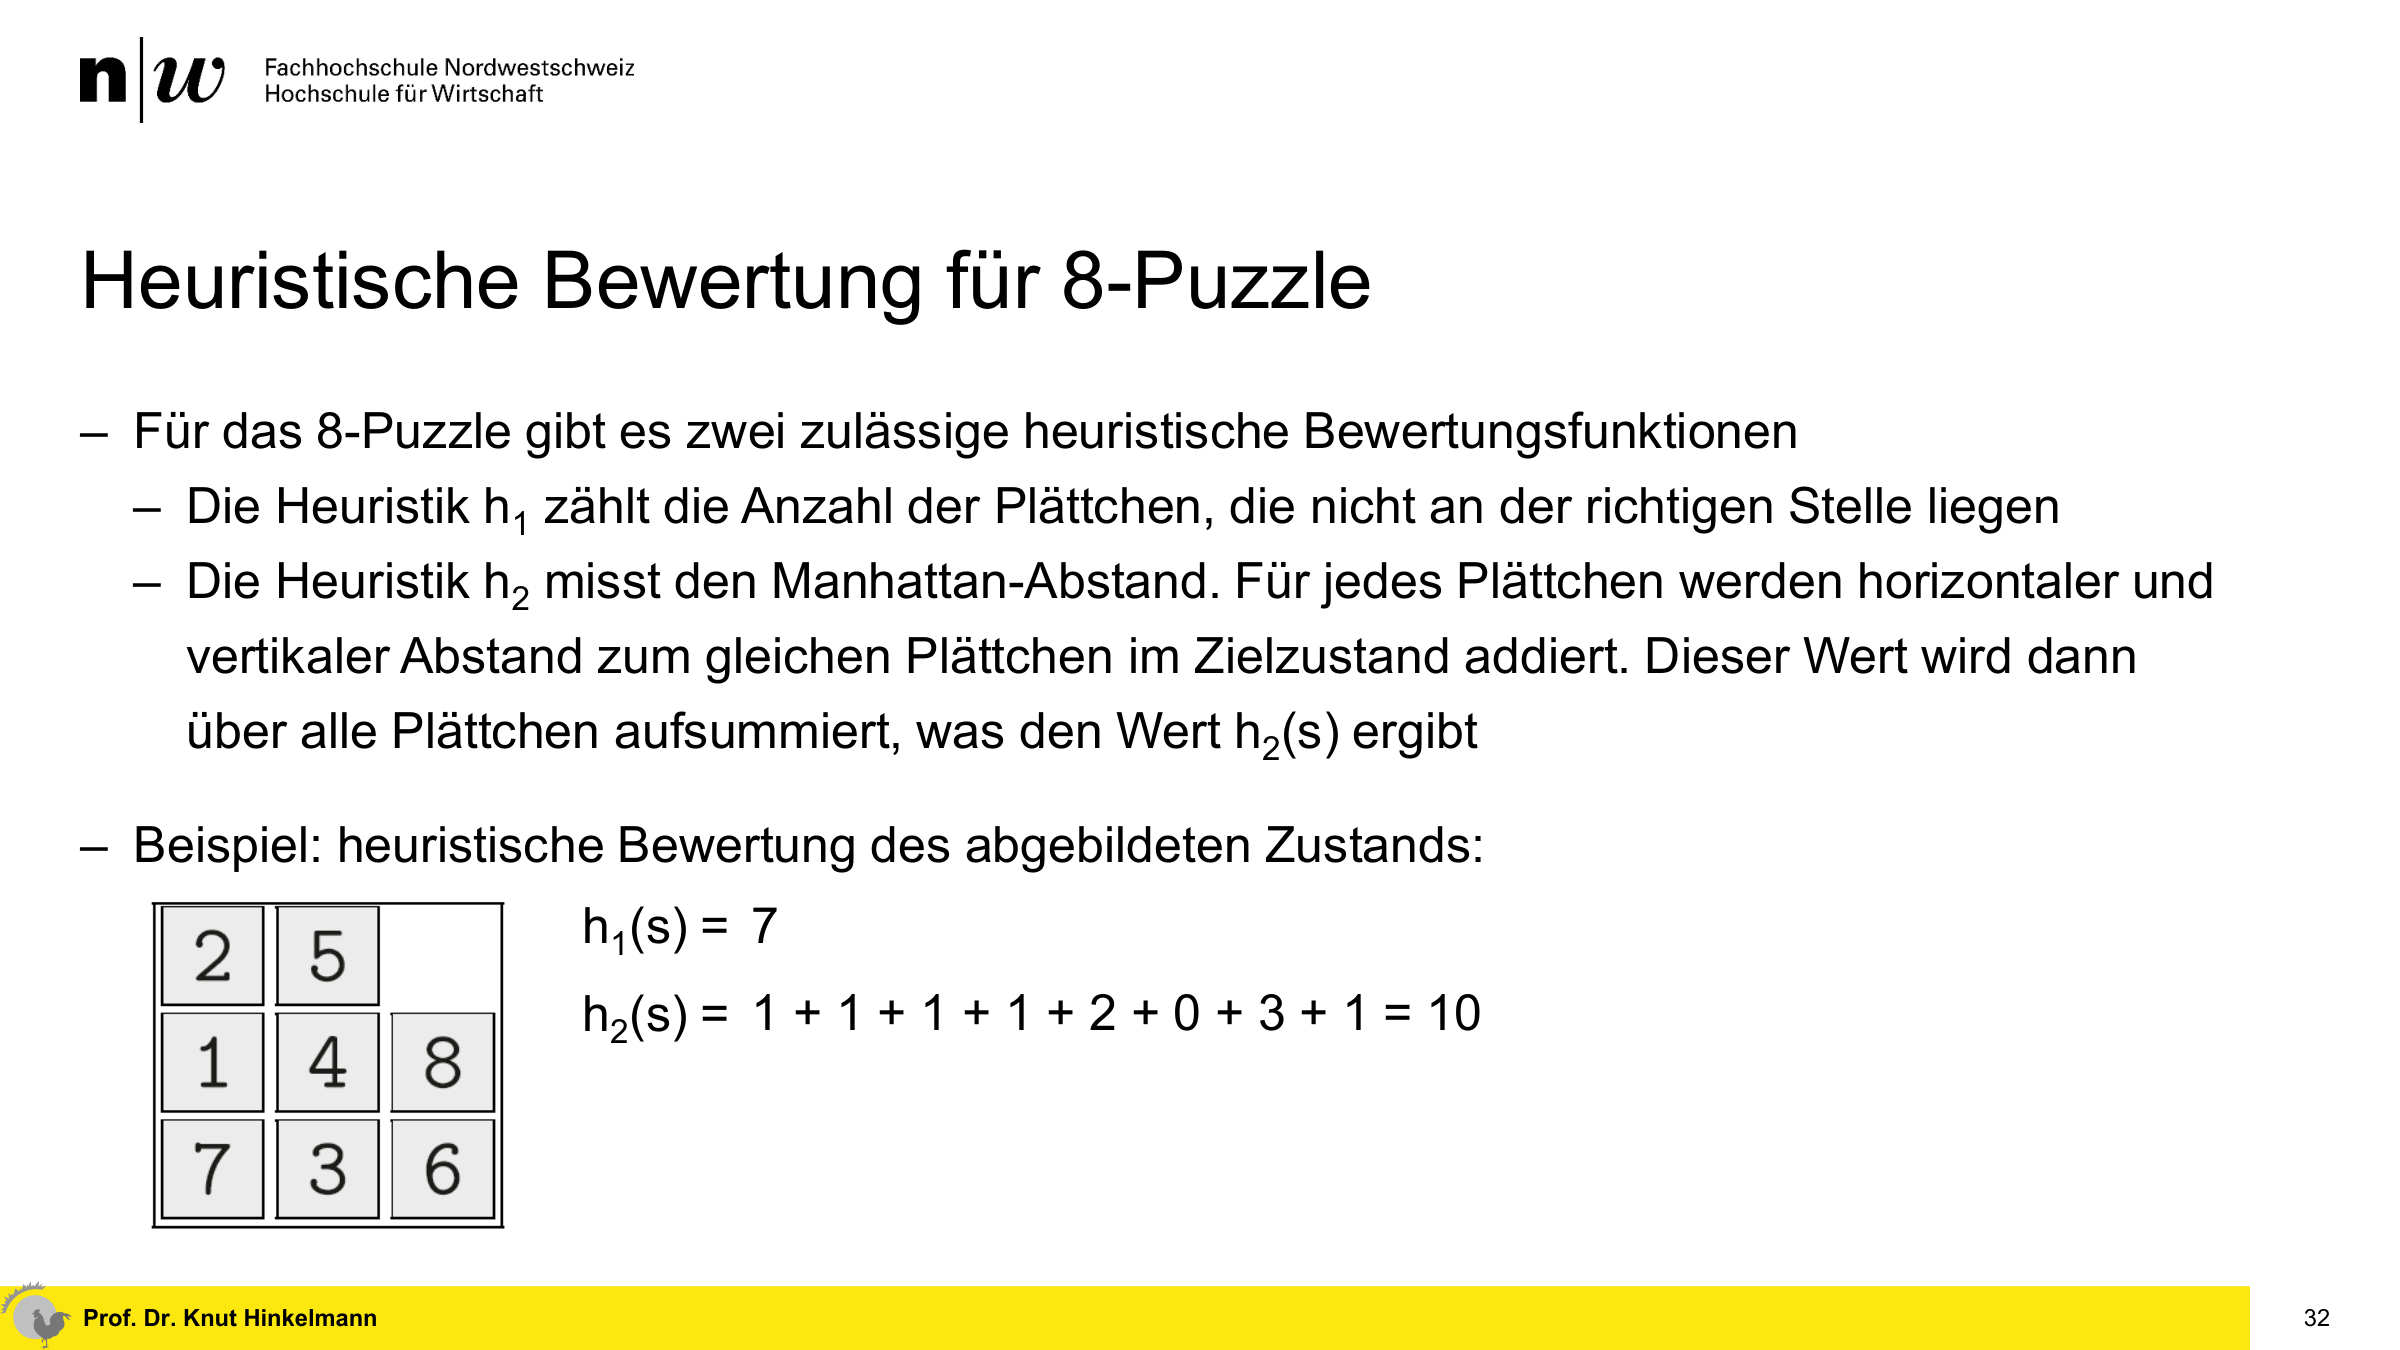 n|w Fachhochschule Nordwestschweiz
Hochschule für Wirtschaft
Heuristische Bewertung für 8-Puzzle
– Für das 8-Puzzle gibt es zwei zulässige heuristische Bewertungsfunktionen
– Die Heuristik h₁ zählt die Anzahl der Plättchen, die nicht an der richtigen Stelle liegen
– Die Heuristik h₂ misst den Manhattan-Abstand. Für jedes Plättchen werden horizontaler und
vertikaler Abstand zum gleichen Plättchen im Zielzustand addiert. Dieser Wert wird dann
über alle Plättchen aufsummiert, was den Wert h₂(s) ergibt
– Beispiel: heuristische Bewertung des abgebildeten Zustands:
2 5
1 4 8
7 3 6
h₁(s) = 7
h₂(s) = 1 + 1 + 1 + 1 + 2 + 0 + 3 + 1 = 10
Prof. Dr. Knut Hinkelmann
32